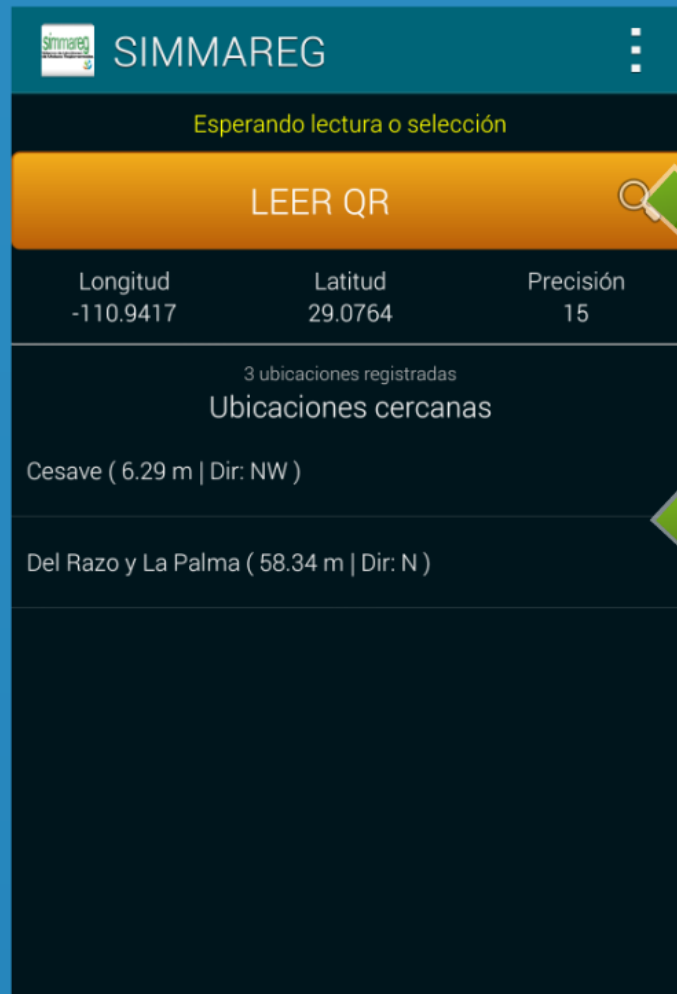 simmareg
SIMMAREG
Esperando lectura o selección
LEER QR
Longitud Latitud Precisión
-110.9417 29.0764 15
3 ubicaciones registradas
Ubicaciones cercanas
Cesave ( 6.29 m | Dir: NW )
Del Razo y La Palma ( 58.34 m | Dir: N )